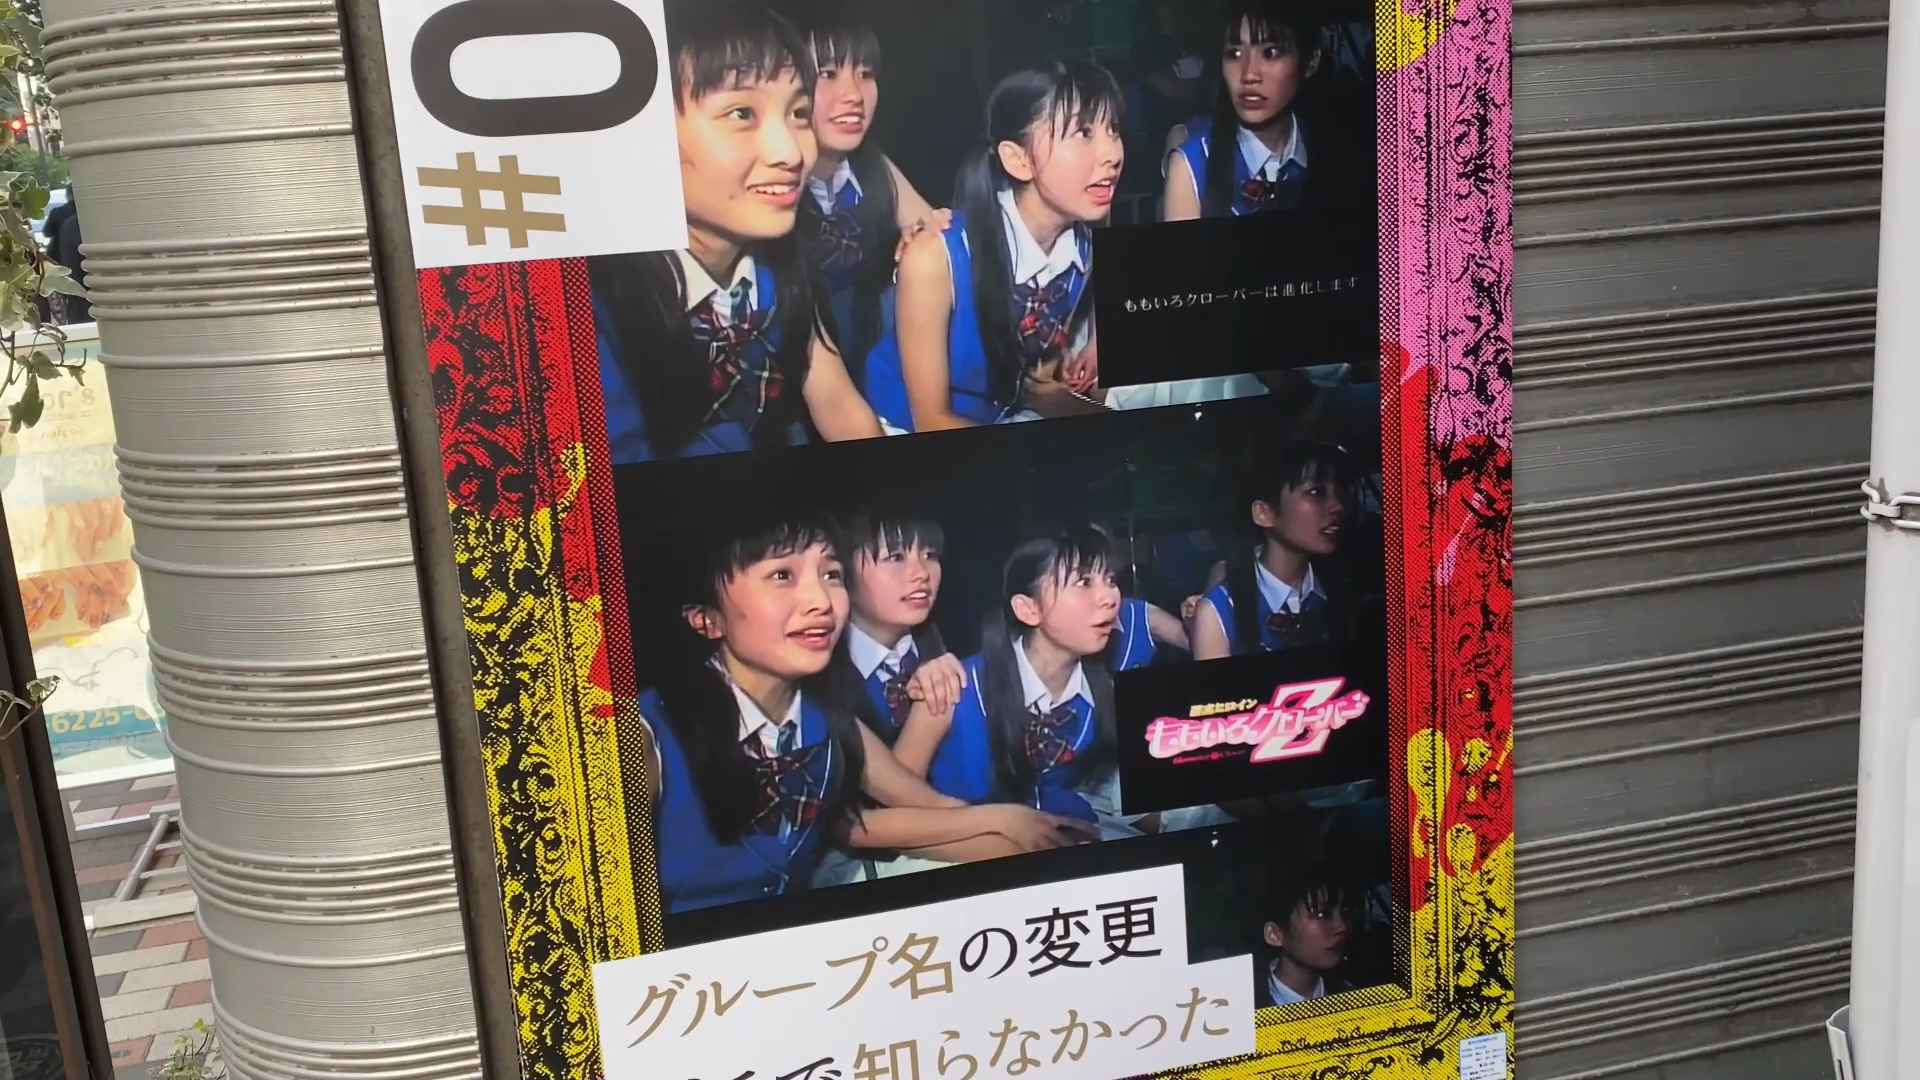 0#
ももいろクローバーは進化します
ももいろクローバーZ
グループ名の変更
で知らなかった
6225-